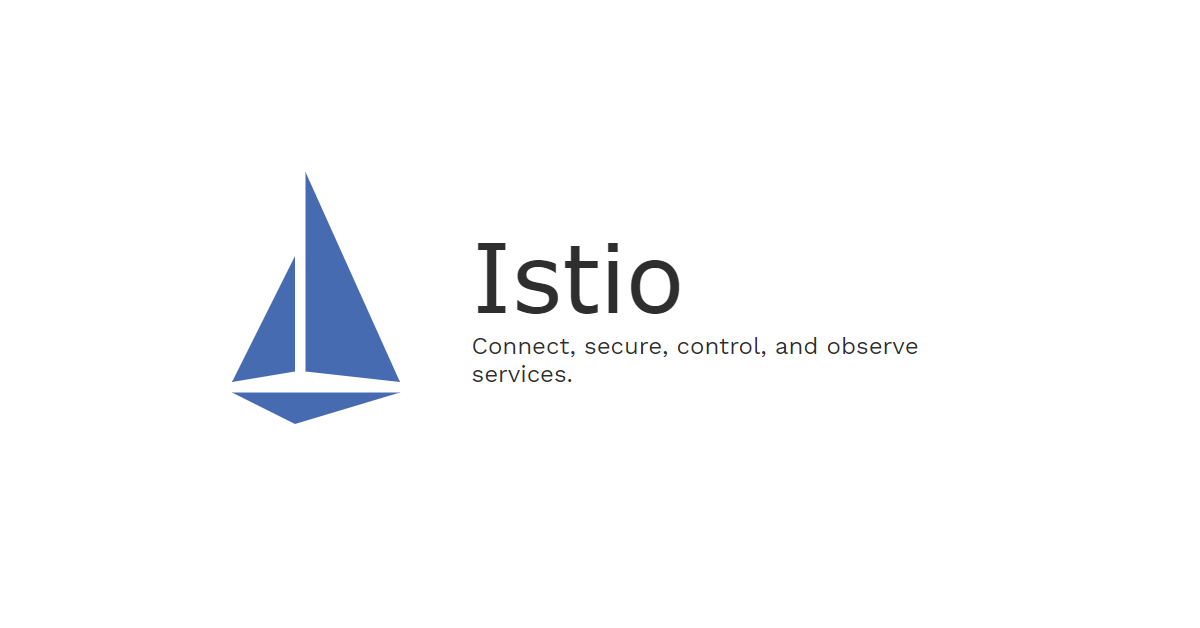 Istio
Connect, secure, control, and observe
services.